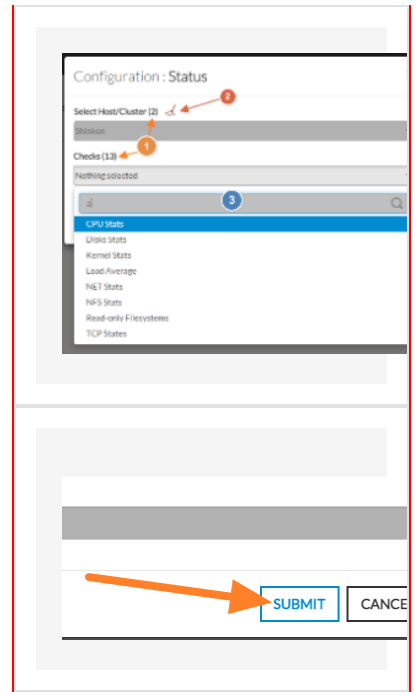 Configuration : Status
Select Host/Cluster (2)
2
Shinken
1
Checks (13)
Nothing selected
3
CPU Stats
Disks Stats
Kernel Stats
Load Average
NET Stats
NFS Stats
Read-only Filesystems
TCP States
SUBMIT
CANCE